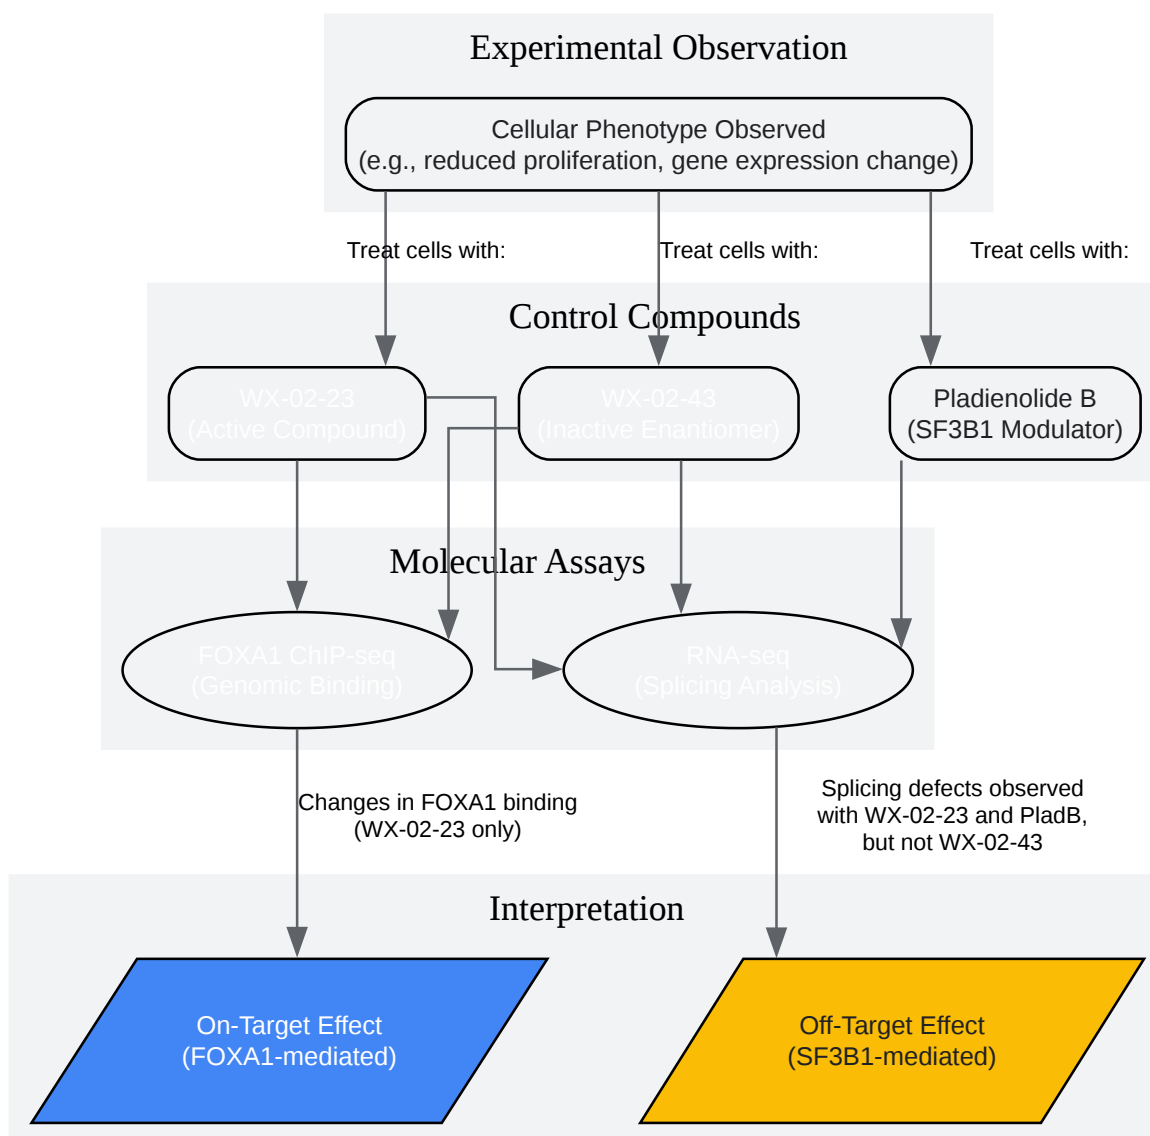 Experimental Observation
Cellular Phenotype Observed
(e.g., reduced proliferation, gene expression change)
Treat cells with:
Treat cells with:
Treat cells with:
Control Compounds
WX-02-23
(Active Compound)
WX-02-43
(Inactive Enantiomer)
Pladienolide B
(SF3B1 Modulator)
Molecular Assays
FOXA1 ChIP-seq
(Genomic Binding)
RNA-seq
(Splicing Analysis)
Changes in FOXA1 binding
(WX-02-23 only)
Splicing defects observed
with WX-02-23 and PladB,
but not WX-02-43
Interpretation
On-Target Effect
(FOXA1-mediated)
Off-Target Effect
(SF3B1-mediated)